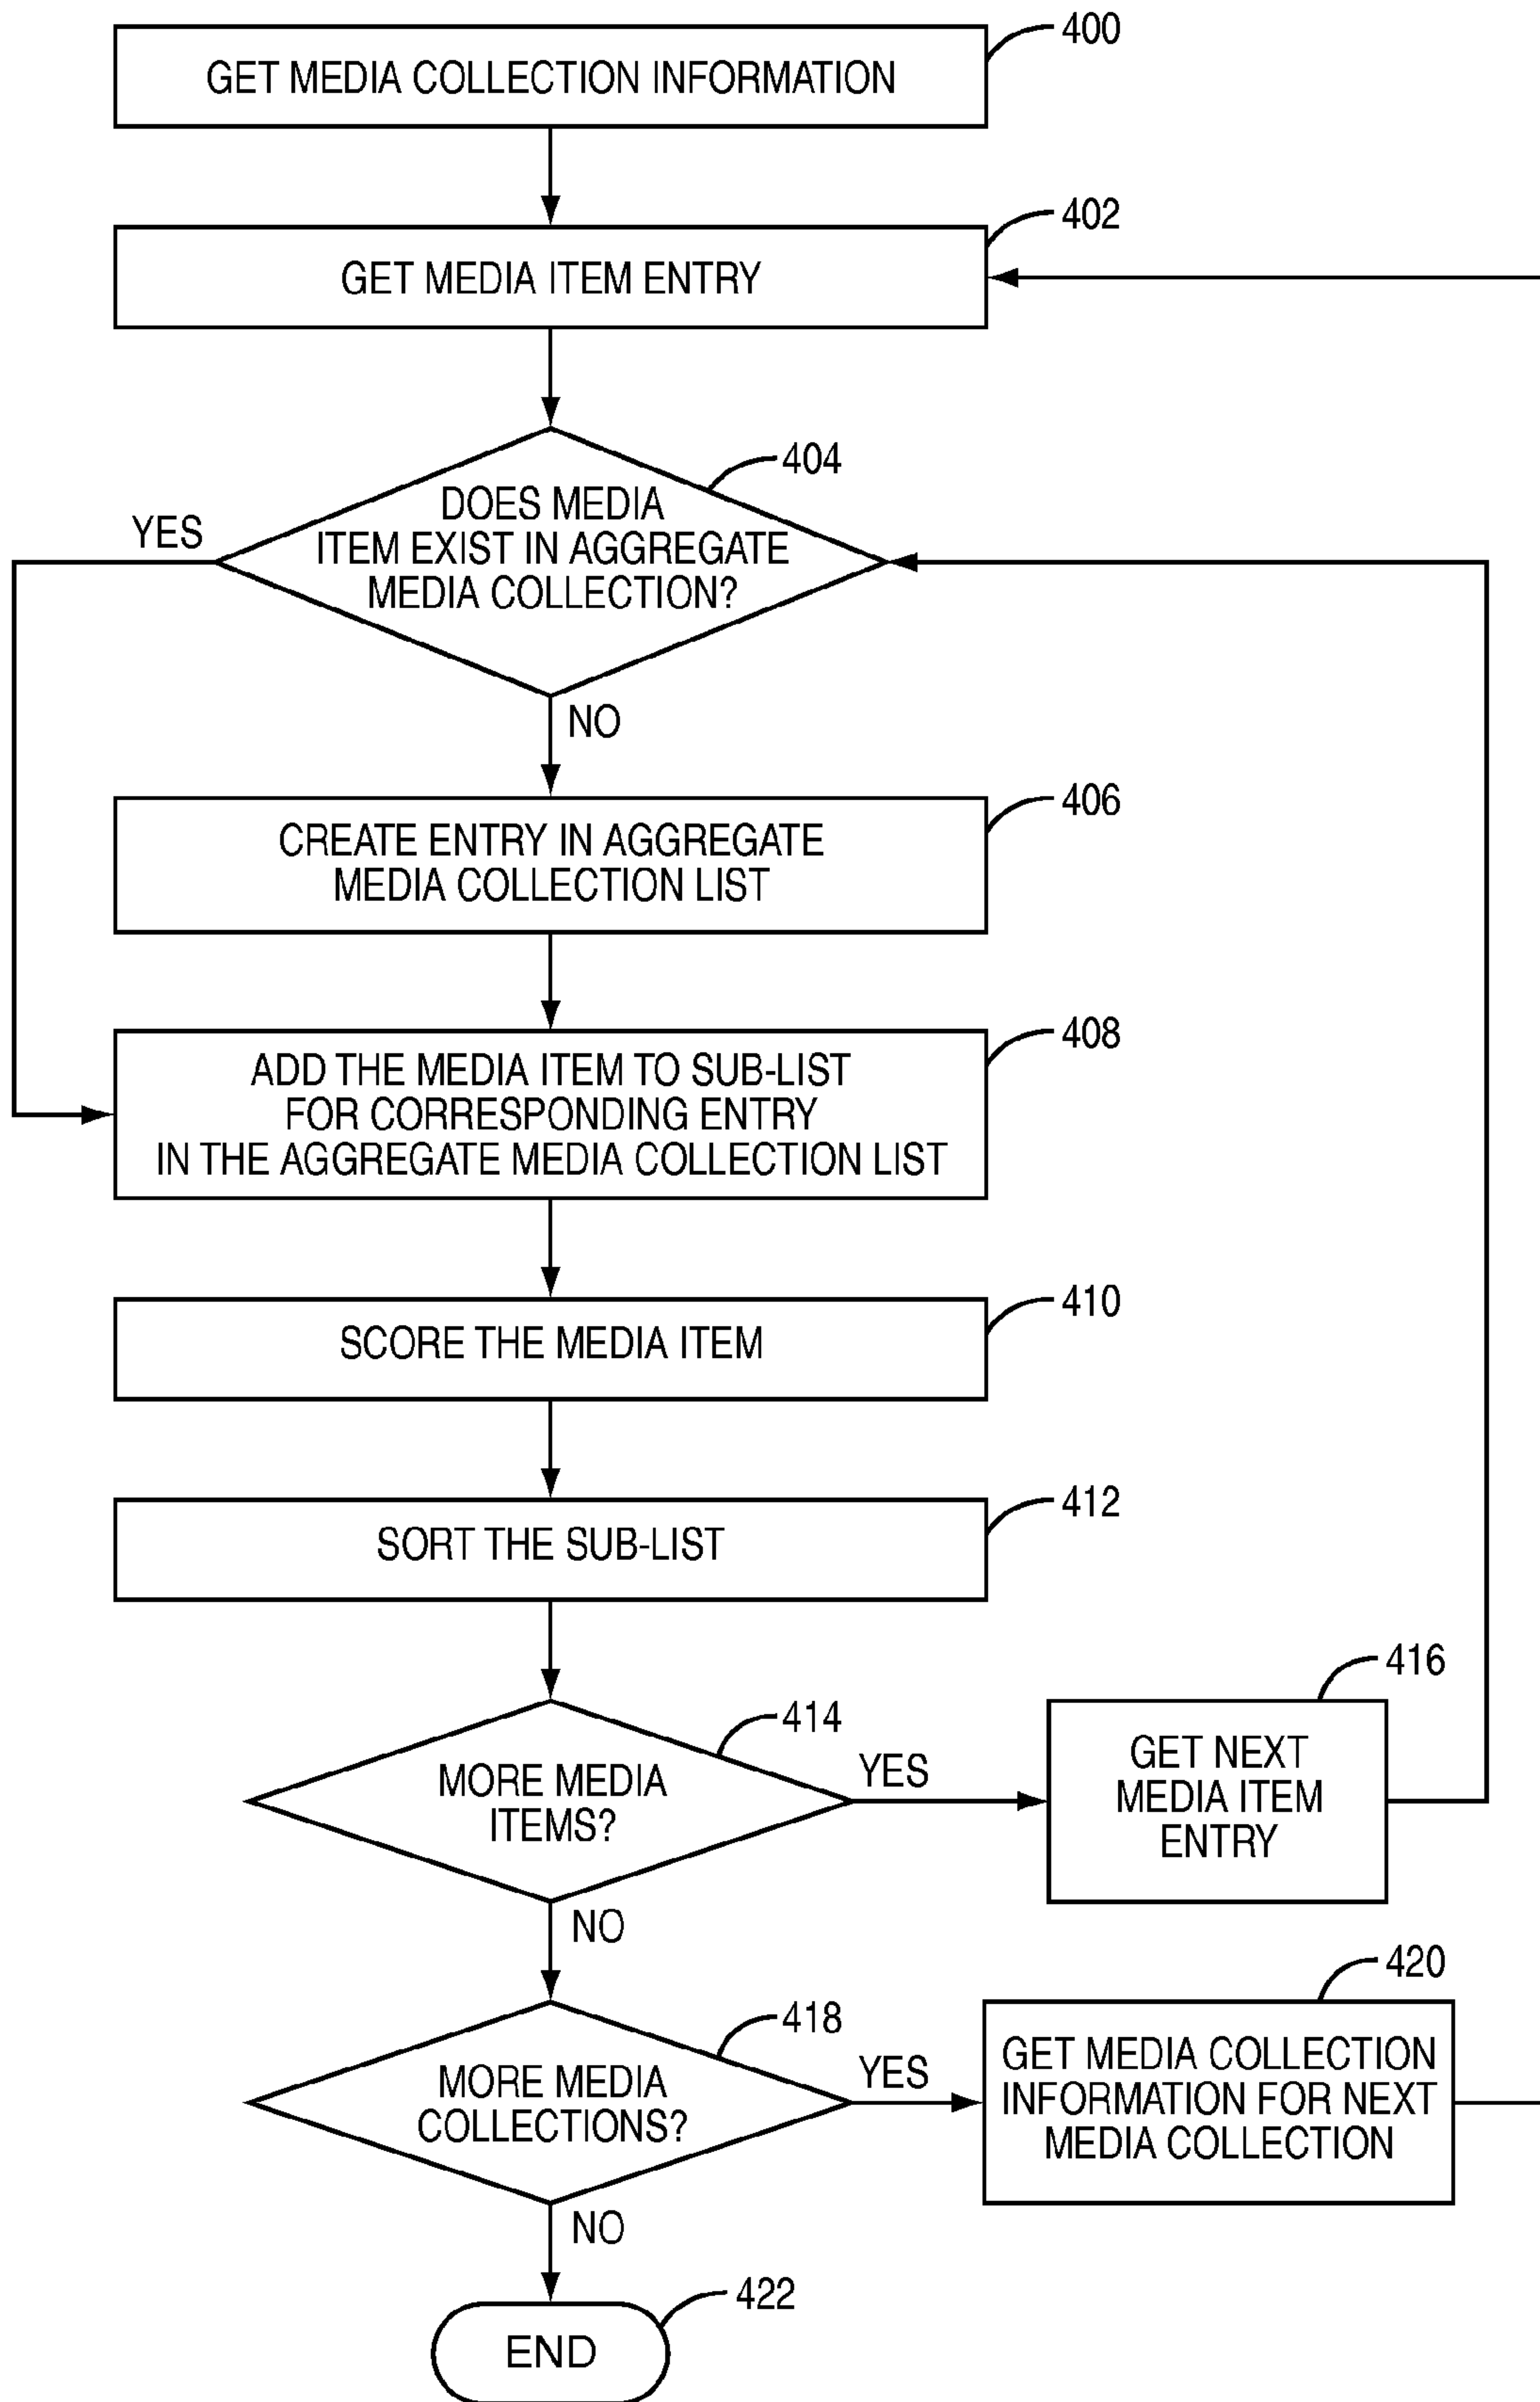 400
GET MEDIA COLLECTION INFORMATION
402
GET MEDIA ITEM ENTRY
404
DOES MEDIA
ITEM EXIST IN AGGREGATE
MEDIA COLLECTION?
YES
NO
406
CREATE ENTRY IN AGGREGATE
MEDIA COLLECTION LIST
408
ADD THE MEDIA ITEM TO SUB-LIST
FOR CORRESPONDING ENTRY
IN THE AGGREGATE MEDIA COLLECTION LIST
410
SCORE THE MEDIA ITEM
412
SORT THE SUB-LIST
414
MORE MEDIA
ITEMS?
YES
416
GET NEXT
MEDIA ITEM
ENTRY
NO
418
MORE MEDIA
COLLECTIONS?
YES
420
GET MEDIA COLLECTION
INFORMATION FOR NEXT
MEDIA COLLECTION
NO
422
END